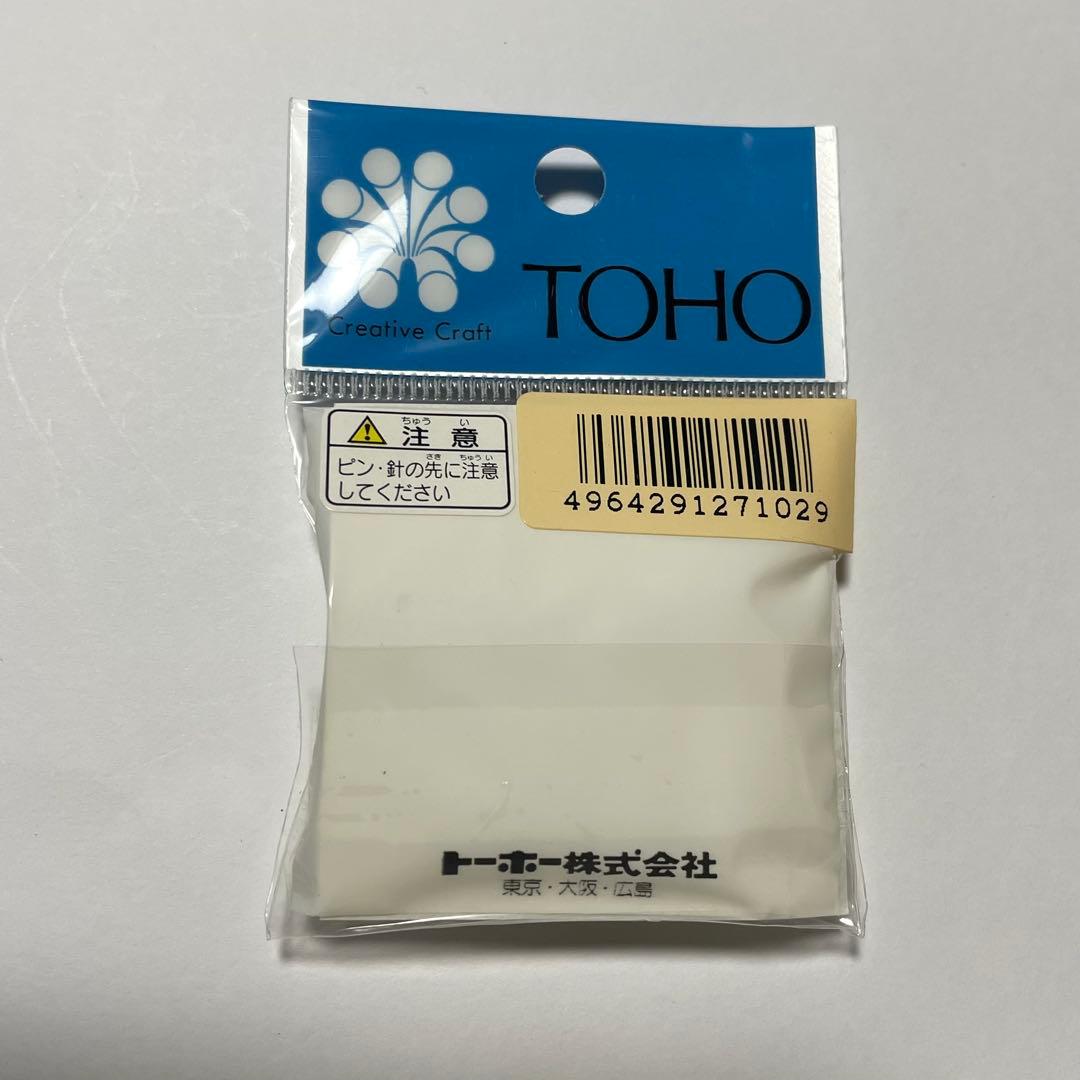 Creative Craft
TOHO
ちゅう い
注 意
さき ちゅうい
ピン・針の先に注意
してください
4964291271029
トーホー株式会社
東京・大阪・広島